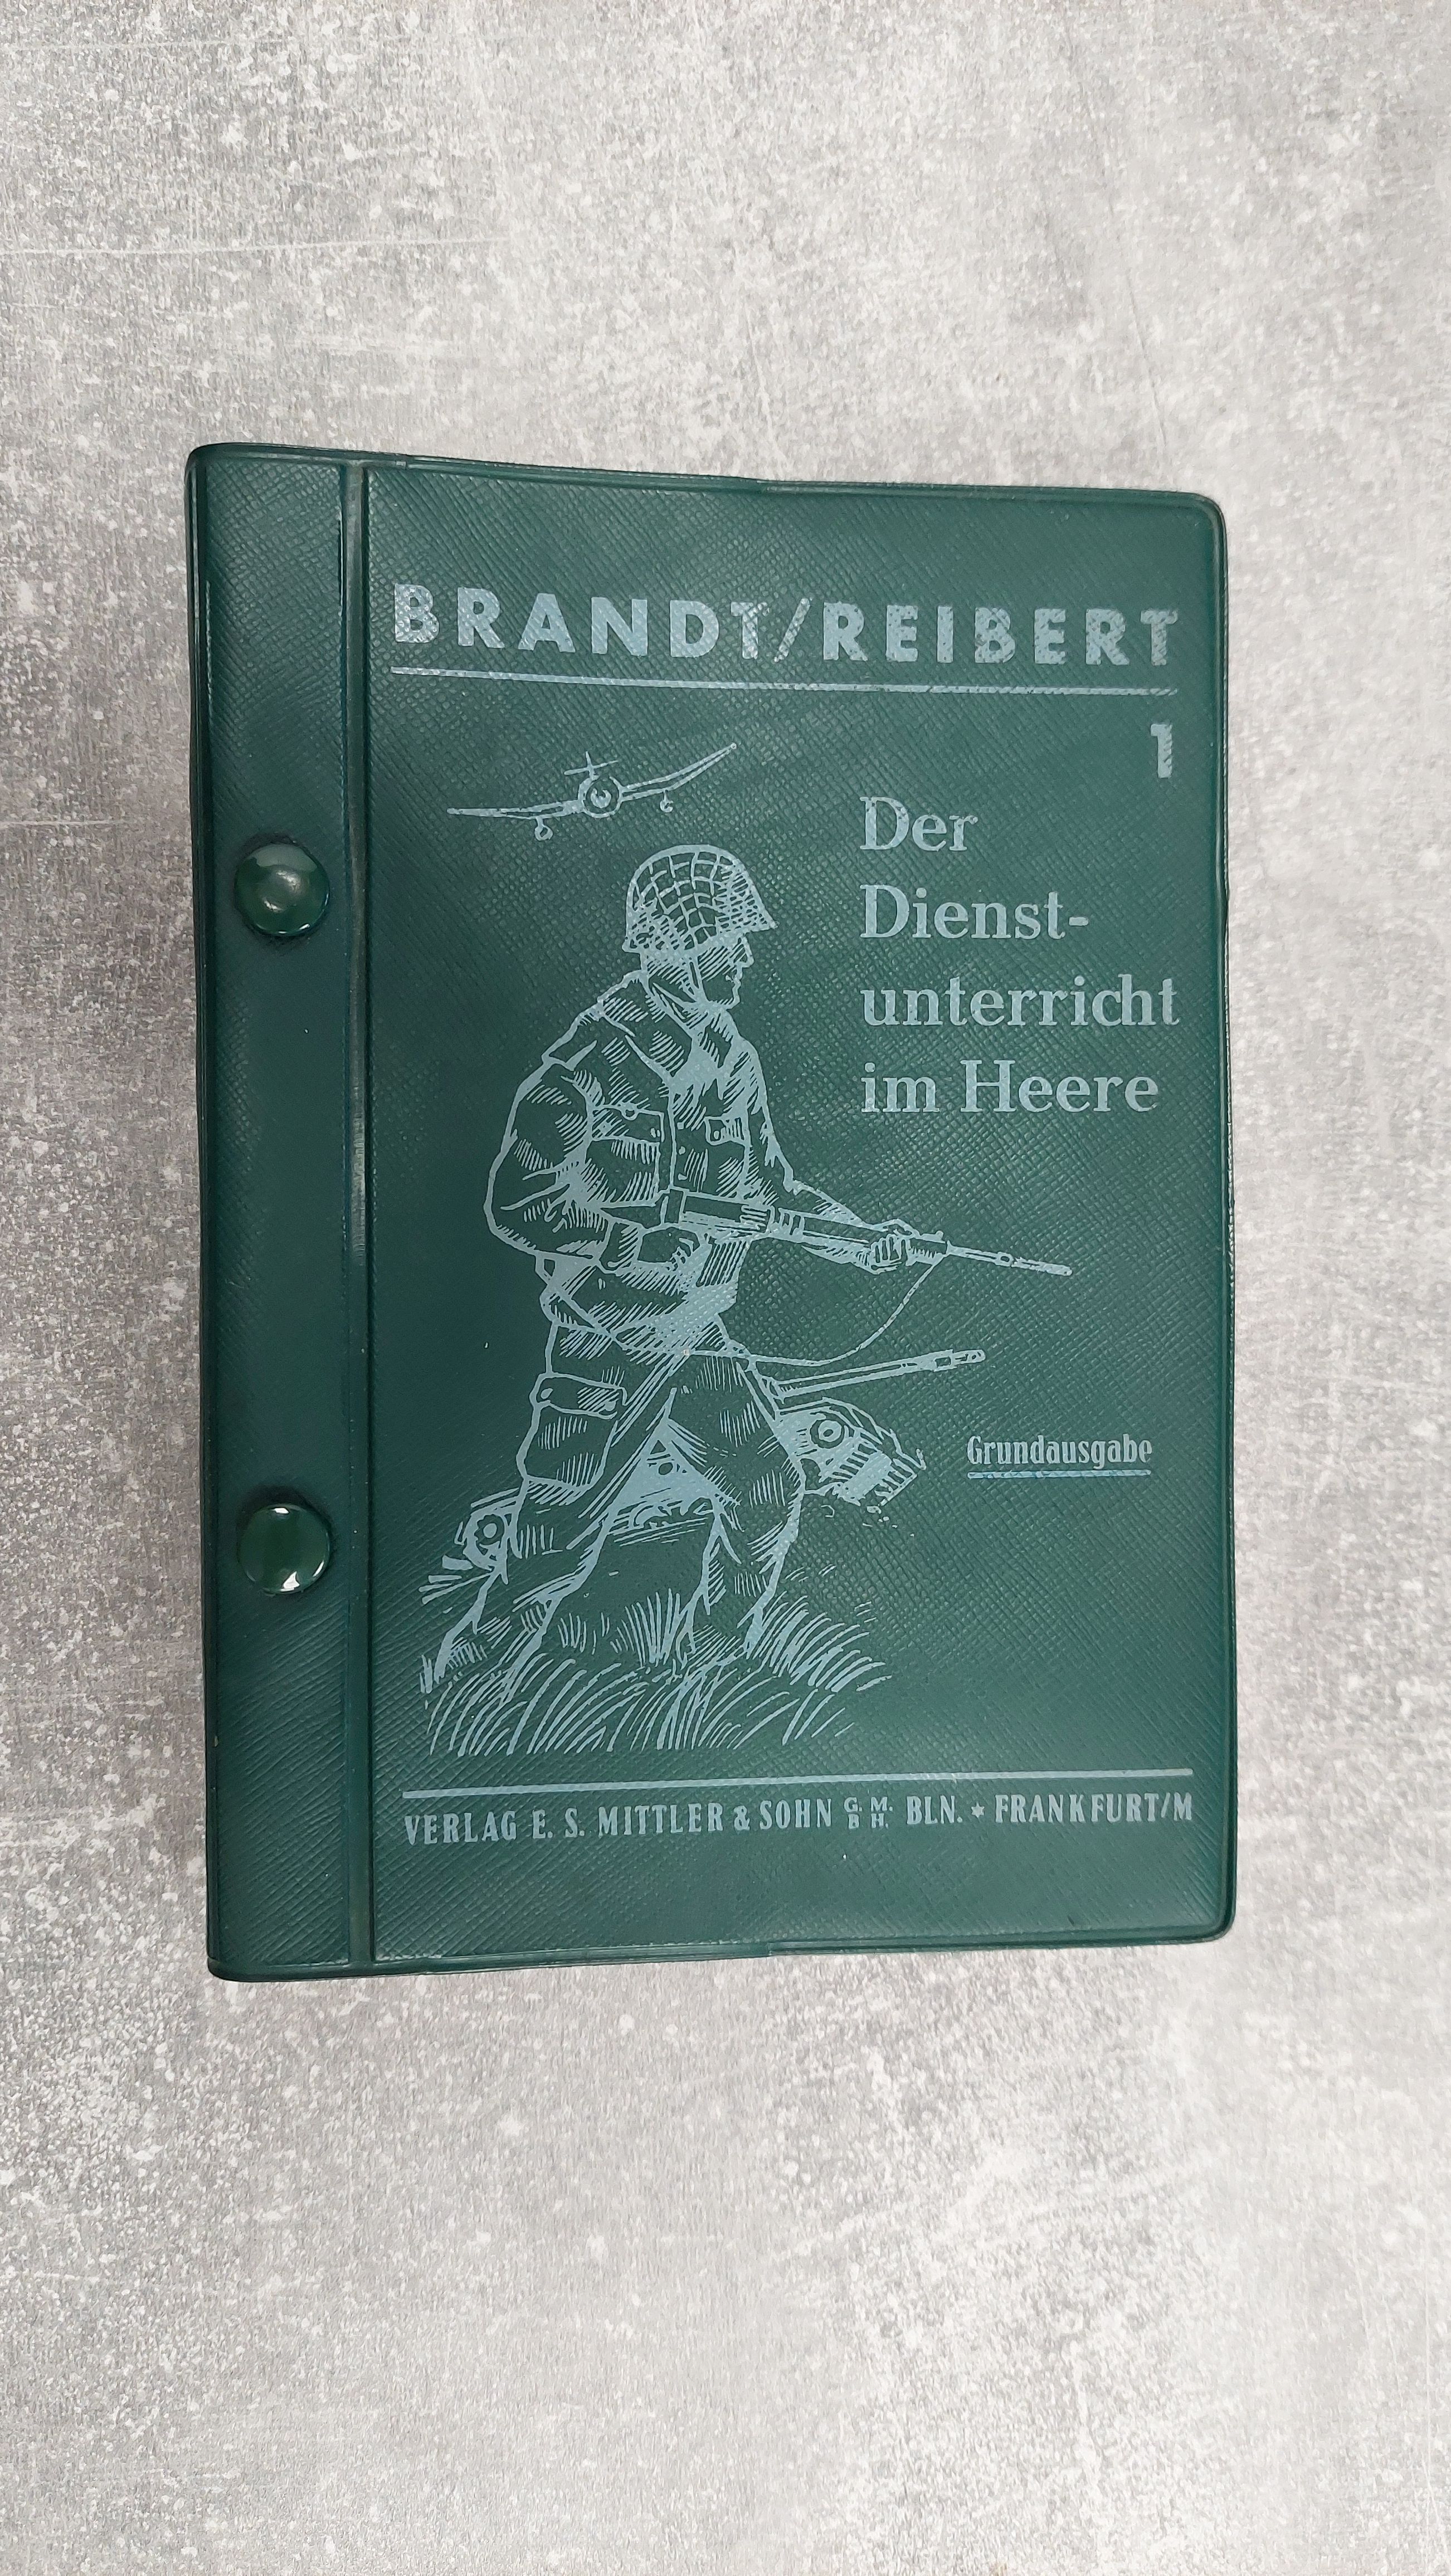 BRANDT/REIBERT
1
Der
Dienst-
unterricht
im Heere
Grundausgabe
VERLAG E. S. MITTLER & SOHN G. M. B H. BLN. * FRANKFURT/M